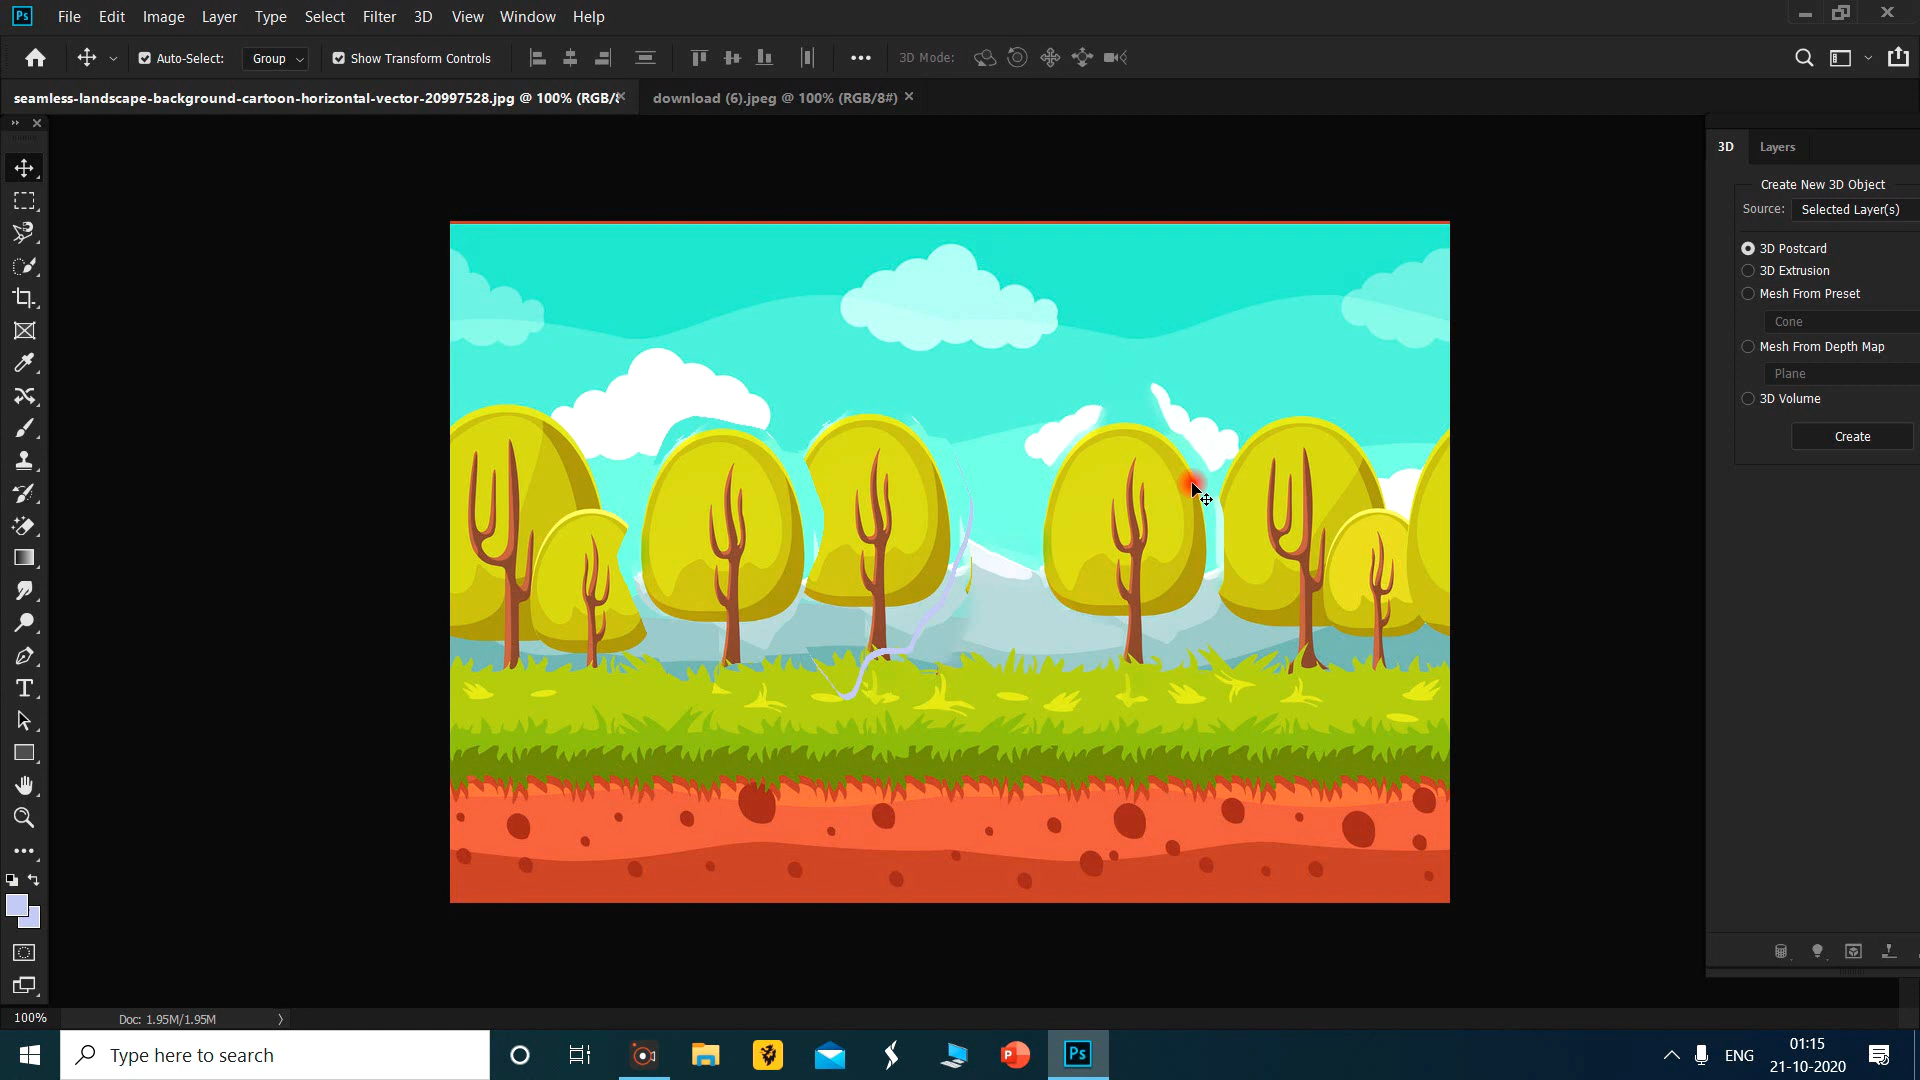 Ps File Edit Image Layer Type Select Filter 3D View Window Help
Auto-Select: Group Show Transform Controls 3D Mode:
seamless-landscape-background-cartoon-horizontal-vector-20997528.jpg @ 100% (RGB/8 download (6).jpeg @ 100% (RGB/8#)
3D Layers
Create New 3D Object
Source: Selected Layer(s)
3D Postcard
3D Extrusion
Mesh From Preset
Cone
Mesh From Depth Map
Plane
3D Volume
Create
100% Doc: 1.95M/1.95M
Type here to search
P
Ps
ENG
01:15
21-10-2020